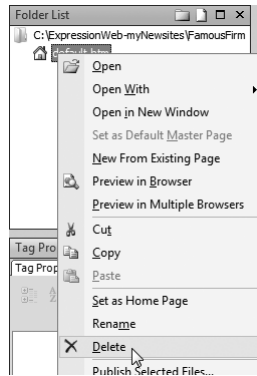 Folder List
C:\ExpressionWeb-myNewsites\FamousFirm
default.htm
Open
Open With
Open in New Window
Set as Default Master Page
New From Existing Page
Preview in Browser
Preview in Multiple Browsers
Cut
Copy
Paste
Set as Home Page
Rename
Delete
Publish Selected Files...
Tag Pro
Tag Prop